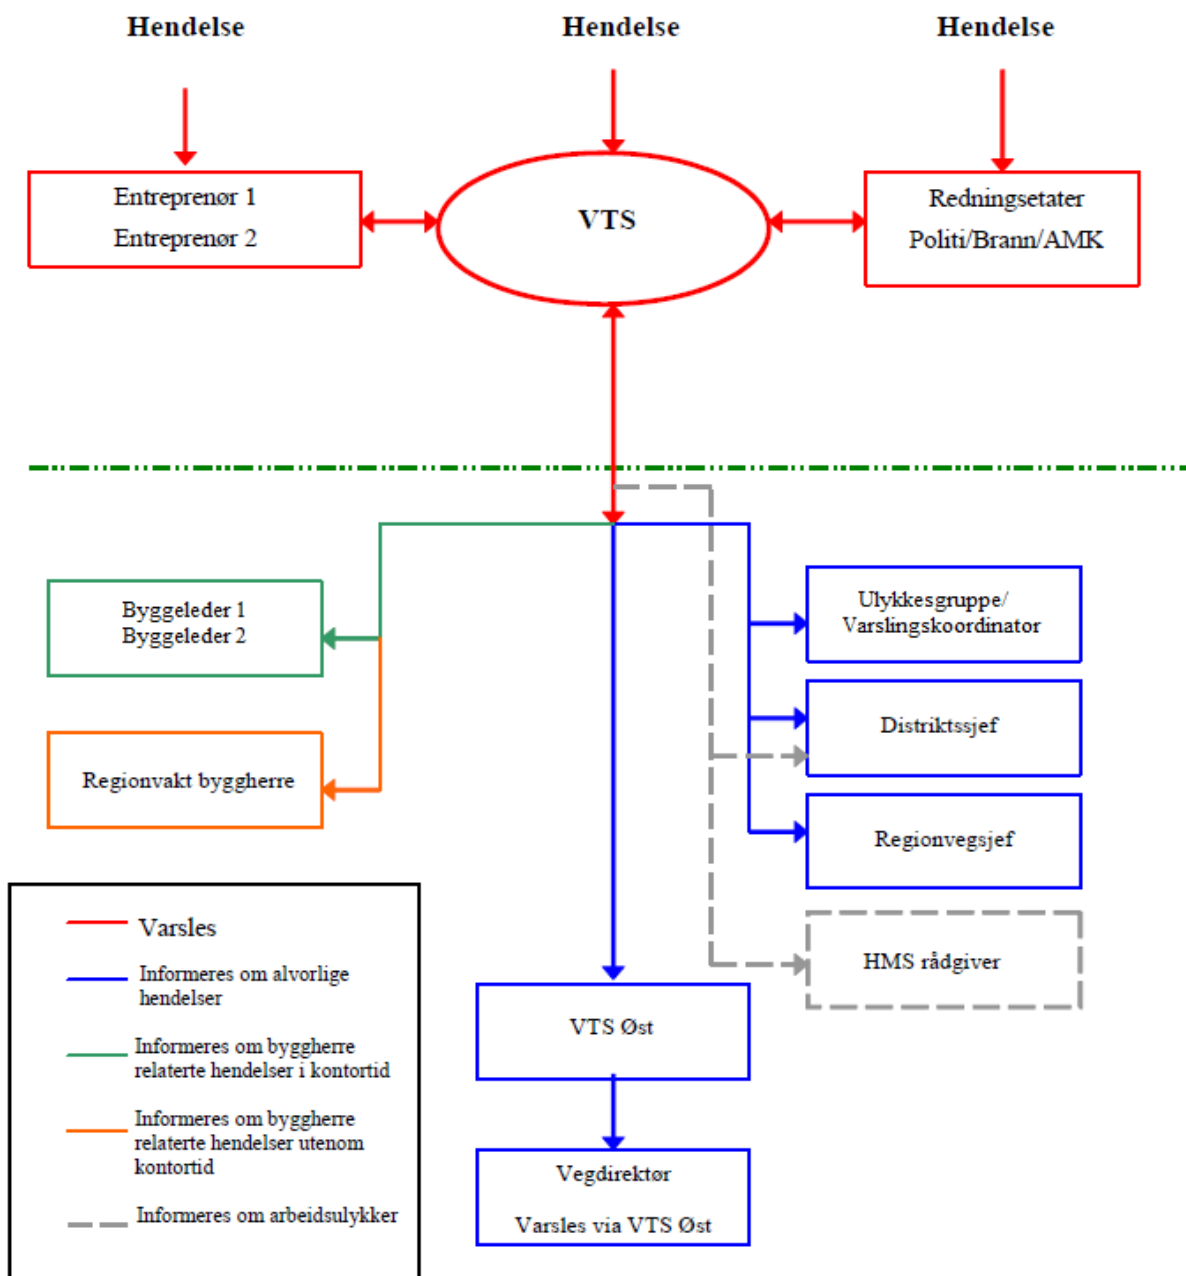 Hendelse
Hendelse
Hendelse
Entreprenør 1
Entreprenør 2
VTS
Redningsetater
Politi/Brann/AMK
Byggeleder 1
Byggeleder 2
Ulykkesgruppe/
Varslingskoordinator
Distriktssjef
Regionvakt byggherre
Regionvegsjef
HMS rådgiver
VTS Øst
Vegdirektør
Varsles via VTS Øst
Varsles
Informeres om alvorlige
hendelser
Informeres om byggherre
relaterte hendelser i kontortid
Informeres om byggherre
relaterte hendelser utenom
kontortid
Informeres om arbeidsulykker